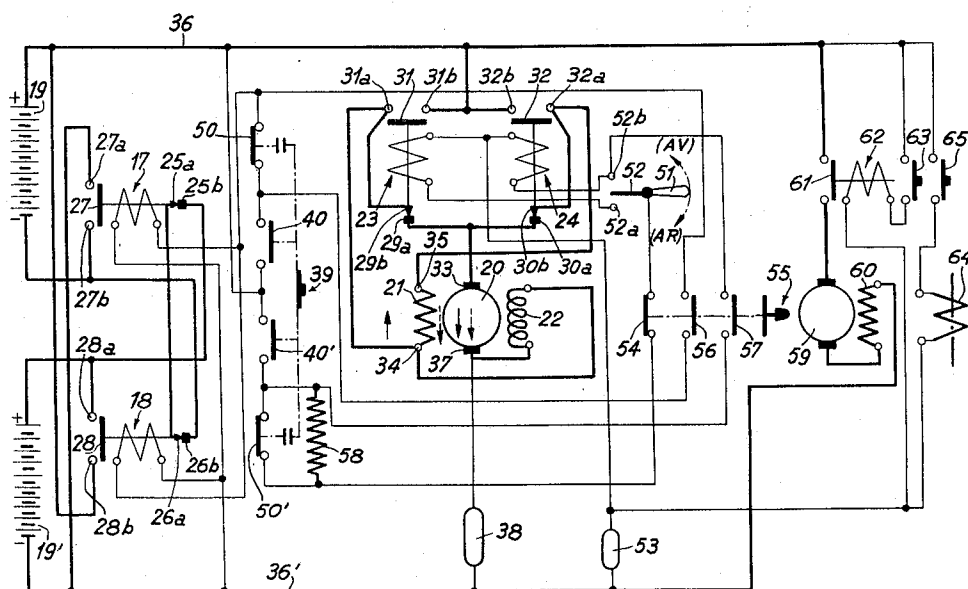 36
31a 31 31b 32b 32 32a
+ 19 -
50
52b (AV)
62 63 65
27a 17 25a 25b
52 51
61
27
40
23 29a 24 52a (AR)
27b
29b 30b 30a
39
35 33 20
21 22
55 60 64
28a
40'
54 56 57
59
34 37
+ 18
28 26b
58
19'
28b 26a 50'
38 53
-
36'